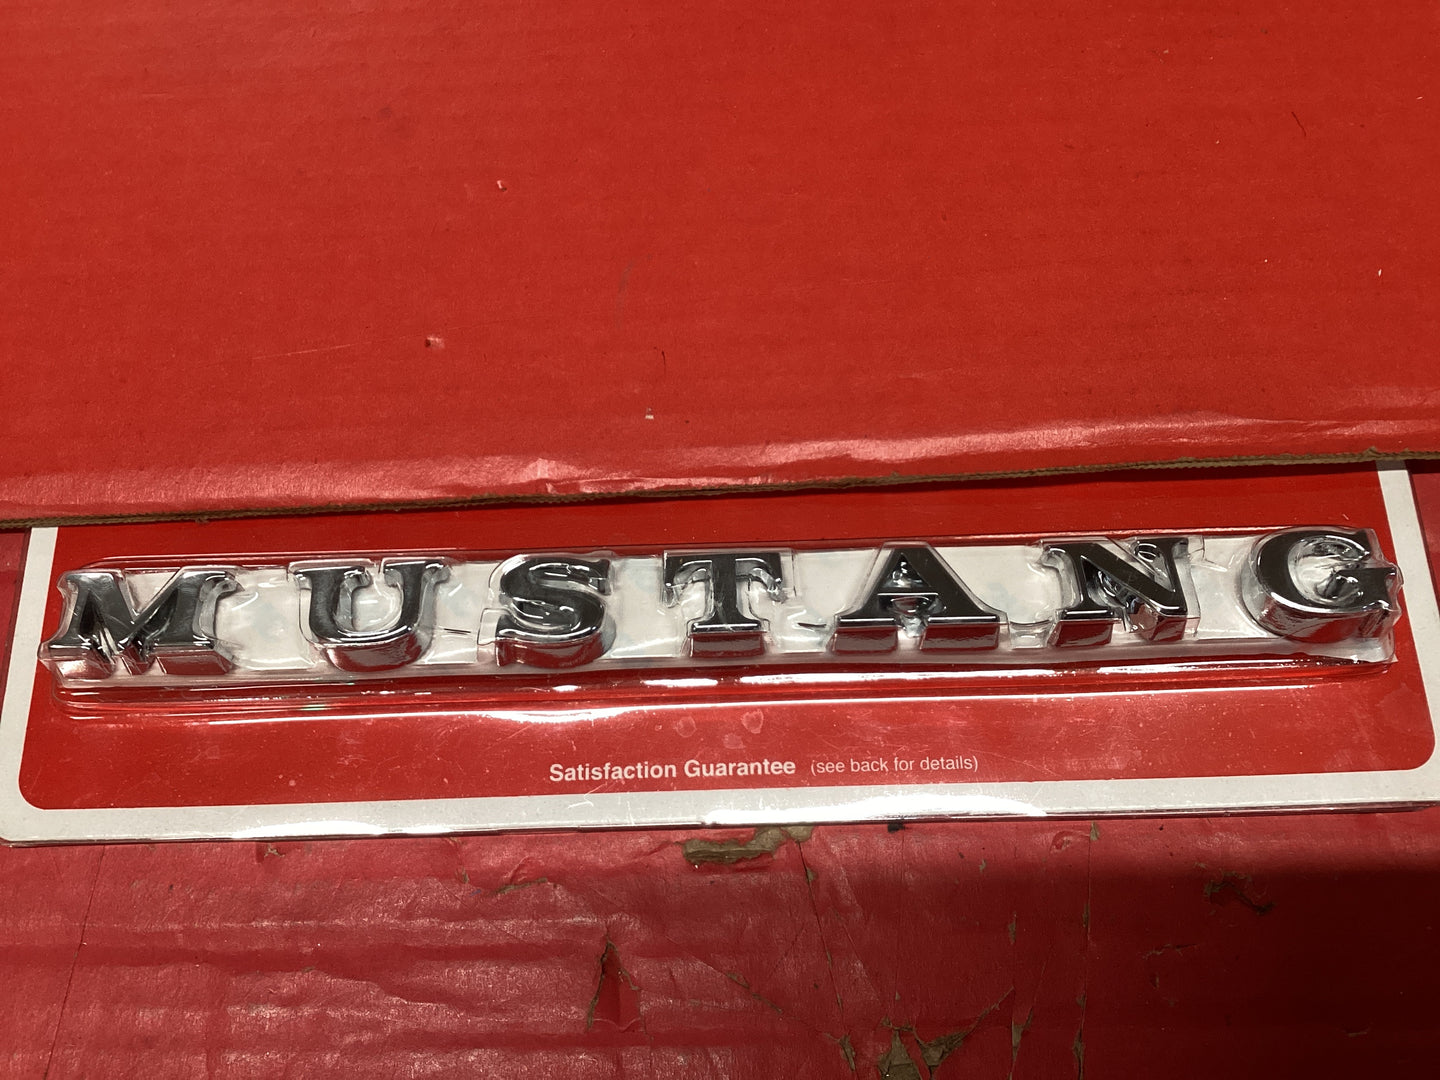 MUSTANG
Satisfaction Guarantee (see back for details)